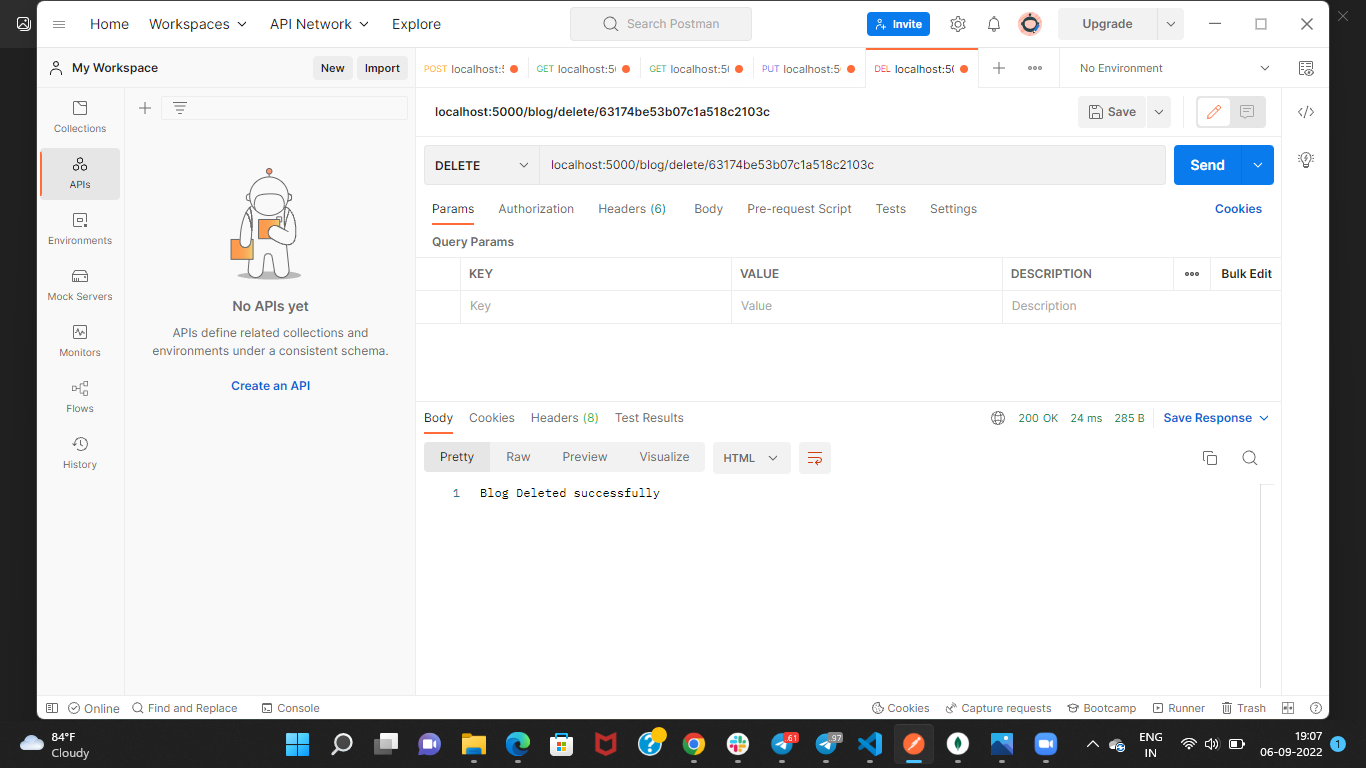 Home Workspaces API Network Explore Search Postman Invite Upgrade
My Workspace New Import
POST localhost:5 GET localhost:50 GET localhost:50 PUT localhost:5 DEL localhost:50 No Environment
localhost:5000/blog/delete/63174be53b07c1a518c2103c Save
DELETE localhost:5000/blog/delete/63174be53b07c1a518c2103c Send
Params Authorization Headers (6) Body Pre-request Script Tests Settings Cookies
Query Params
KEY VALUE DESCRIPTION Bulk Edit
Key Value Description
Collections
APIs
Environments
Mock Servers
Monitors
Flows
History
No APIs yet
APIs define related collections and
environments under a consistent schema.
Create an API
Body Cookies Headers (8) Test Results 200 OK 24 ms 285 B Save Response
Pretty Raw Preview Visualize HTML
1 Blog Deleted successfully
Online Find and Replace Console Cookies Capture requests Bootcamp Runner Trash
84°F
Cloudy
.61
.97
ENG
IN
19:07
06-09-2022
1